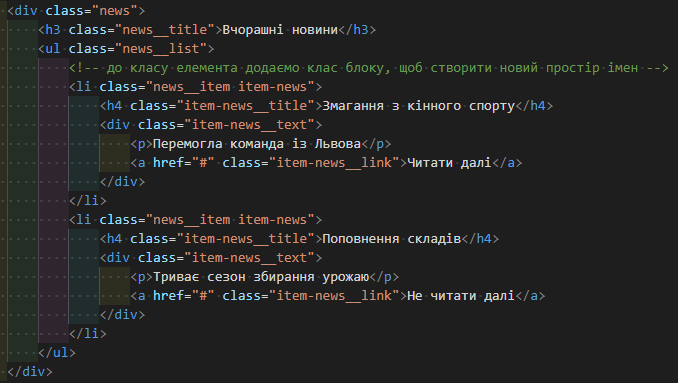 <div class="news">
    <h3 class="news__title">Вчорашні новини</h3>
    <ul class="news__list">
        <!-- до класу елемента додаємо клас блоку, щоб створити новий простір імен -->
        <li class="news__item item-news">
            <h4 class="item-news__title">Змагання з кінного спорту</h4>
            <div class="item-news__text">
                <p>Перемогла команда із Львова</p>
                <a href="#" class="item-news__link">Читати далі</a>
            </div>
        </li>
        <li class="news__item item-news">
            <h4 class="item-news__title">Поповнення складів</h4>
            <div class="item-news__text">
                <p>Триває сезон збирання урожаю</p>
                <a href="#" class="item-news__link">Не читати далі</a>
            </div>
        </li>
    </ul>
</div>